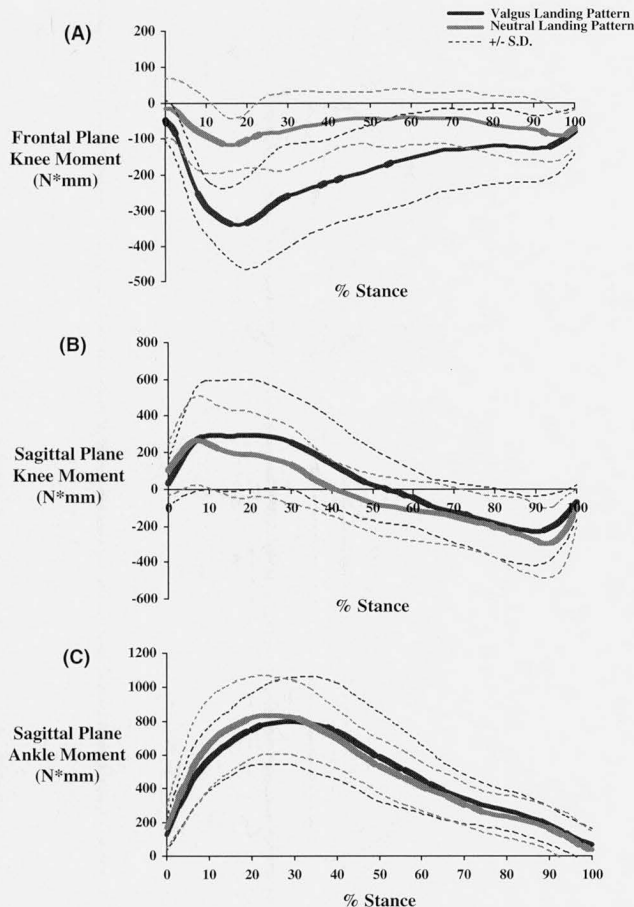 Valgus Landing Pattern
Neutral Landing Pattern
+/- S.D.
(A)
200
100
0
-100
-200
-300
-400
-500
Frontal Plane
Knee Moment
(N*mm)
0 10 20 30 40 50 60 70 80 90 100
% Stance
(B)
800
600
400
200
0
-200
-400
-600
Sagittal Plane
Knee Moment
(N*mm)
0 10 20 30 40 50 60 70 80 90 100
% Stance
(C)
1200
1000
800
600
400
200
0
Sagittal Plane
Ankle Moment
(N*mm)
0 10 20 30 40 50 60 70 80 90 100
% Stance